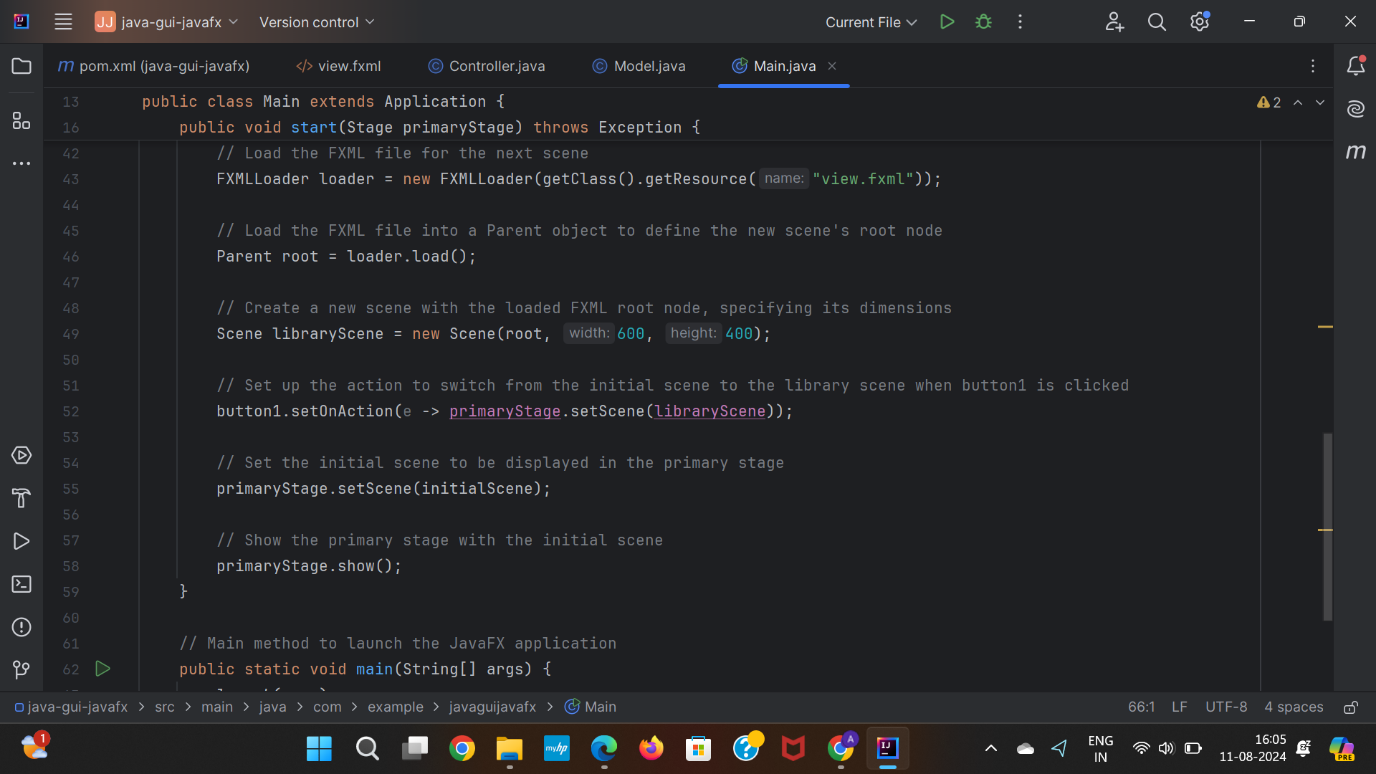 JJ java-gui-javafx Version control Current File
m pom.xml (java-gui-javafx) </> view.fxml Controller.java Model.java Main.java
13 public class Main extends Application { 2
16 public void start(Stage primaryStage) throws Exception {
42 // Load the FXML file for the next scene
43 FXMLLoader loader = new FXMLLoader(getClass().getResource( name: "view.fxml"));
44
45 // Load the FXML file into a Parent object to define the new scene's root node
46 Parent root = loader.load();
47
48 // Create a new scene with the loaded FXML root node, specifying its dimensions
49 Scene libraryScene = new Scene(root, width: 600, height: 400);
50
51 // Set up the action to switch from the initial scene to the library scene when button1 is clicked
52 button1.setOnAction(e -> primaryStage.setScene(libraryScene));
53
54 // Set the initial scene to be displayed in the primary stage
55 primaryStage.setScene(initialScene);
56
57 // Show the primary stage with the initial scene
58 primaryStage.show();
59 }
60
61 // Main method to launch the JavaFX application
62 public static void main(String[] args) {
java-gui-javafx > src > main > java > com > example > javaguijavafx > Main 66:1 LF UTF-8 4 spaces
1 myhp A ENG IN 16:05 11-08-2024 PRE